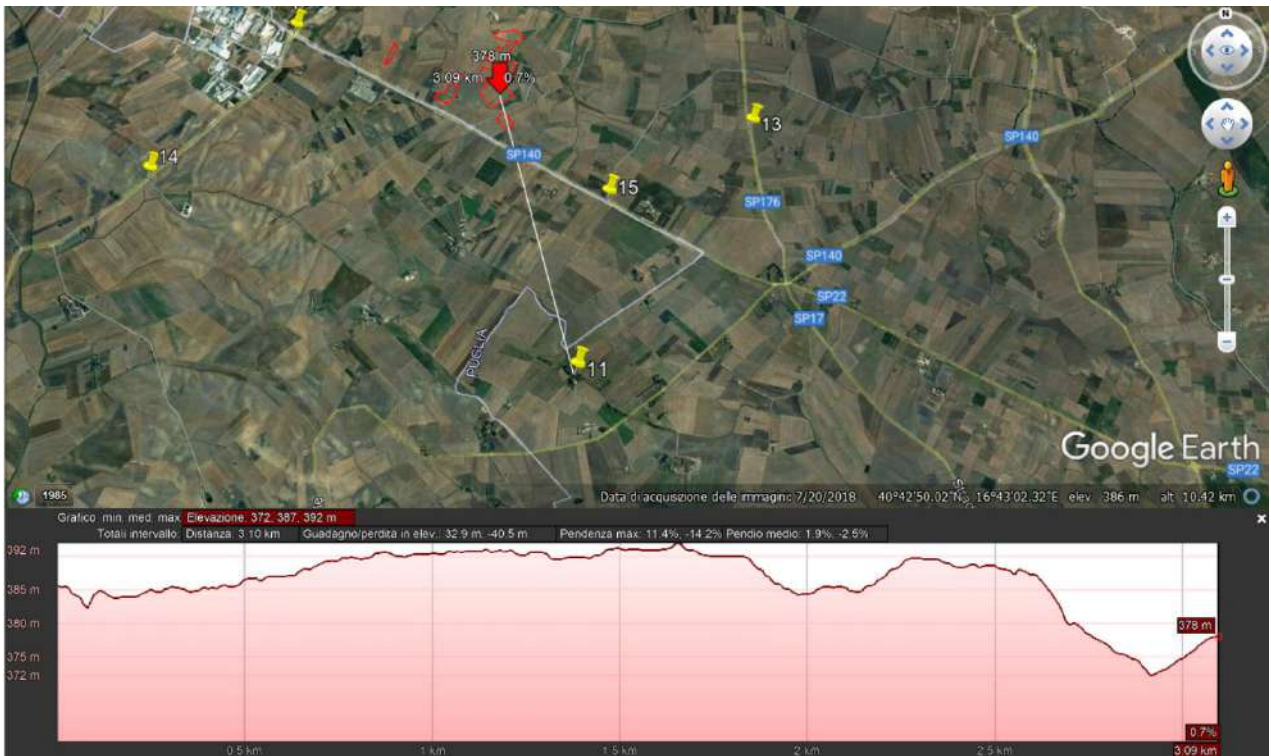 N
378 m
3.09 km
0.7%
13
SP140
14
SP140
15
SP176
SP140
SP22
SP17
PUGLIA
11
Google Earth
SP22
1985
Data di acquisizione delle immagini: 7/20/2018 40°42'50.02"N 16°43'02.32"E elev. 386 m alt 10.42 km
Grafico: min, med, max Elevazione: 372, 387, 392 m
Totali intervallo: Distanza: 3.10 km Guadagno/perdita in elev.: 32.9 m, -40.5 m Pendenza max: 11.4%, -14.2% Pendio medio: 1.9%, -2.5%
392 m
385 m
380 m
378 m
375 m
372 m
0.7%
0.5 km 1 km 1.5 km 2 km 2.5 km 3.09 km